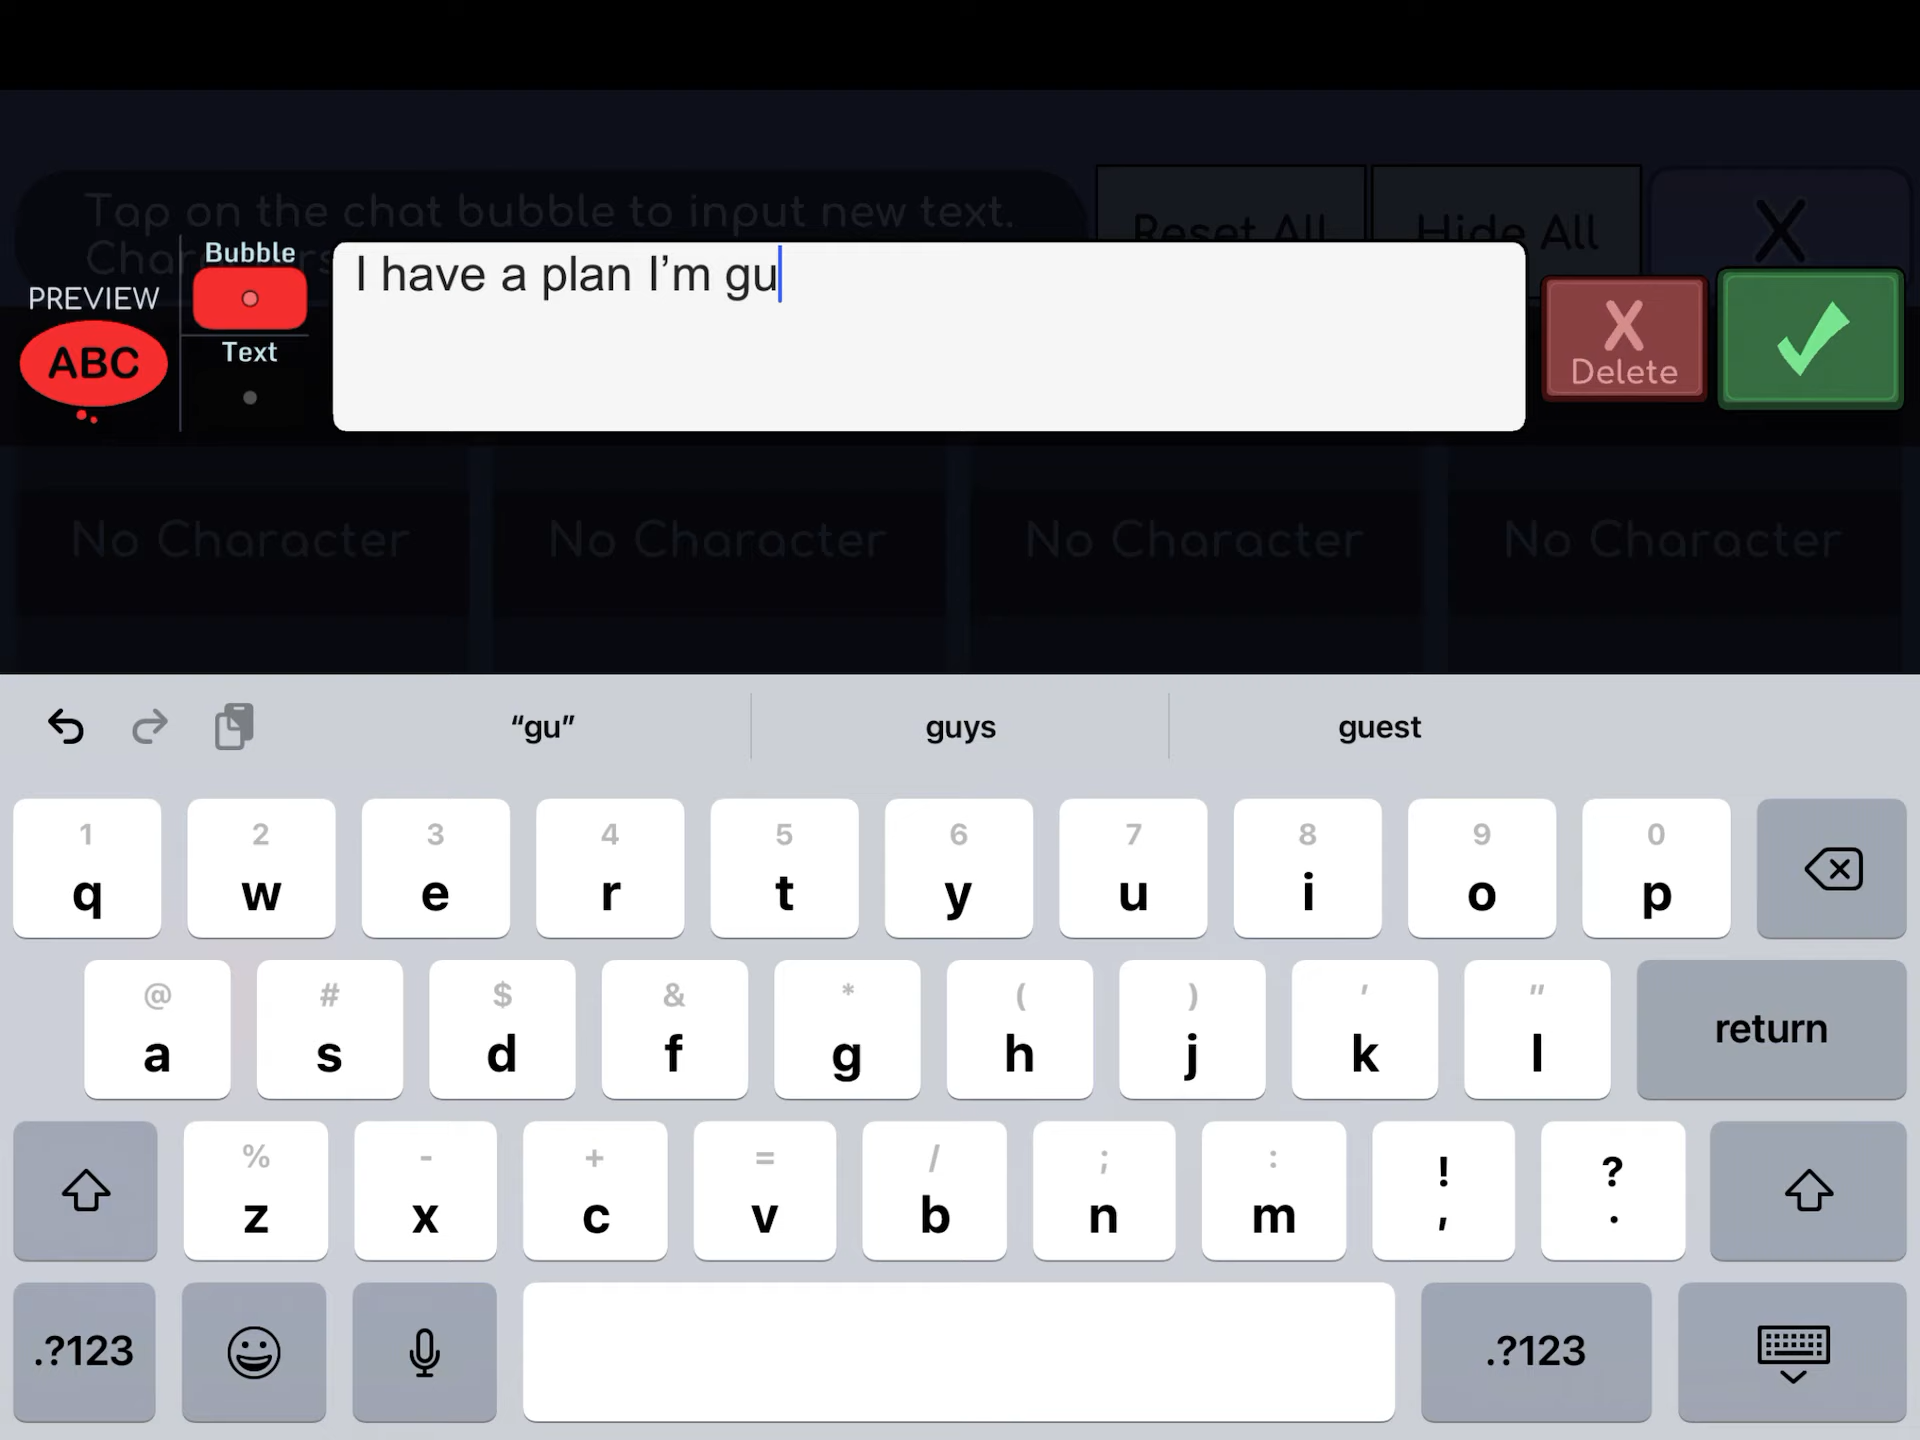 Tap on the chat bubble to input new text.
Characters
Reset All
Hide All
X
Bubble
PREVIEW
ABC
Text
I have a plan I’m gu
X
Delete
No Character
No Character
No Character
No Character
“gu”
guys
guest
1 2 3 4 5 6 7 8 9 0
q w e r t y u i o p
@ # $ & * ( ) ' "
a s d f g h j k l
return
% - + = / ; : ! ?
z x c v b n m , .
.?123
.?123